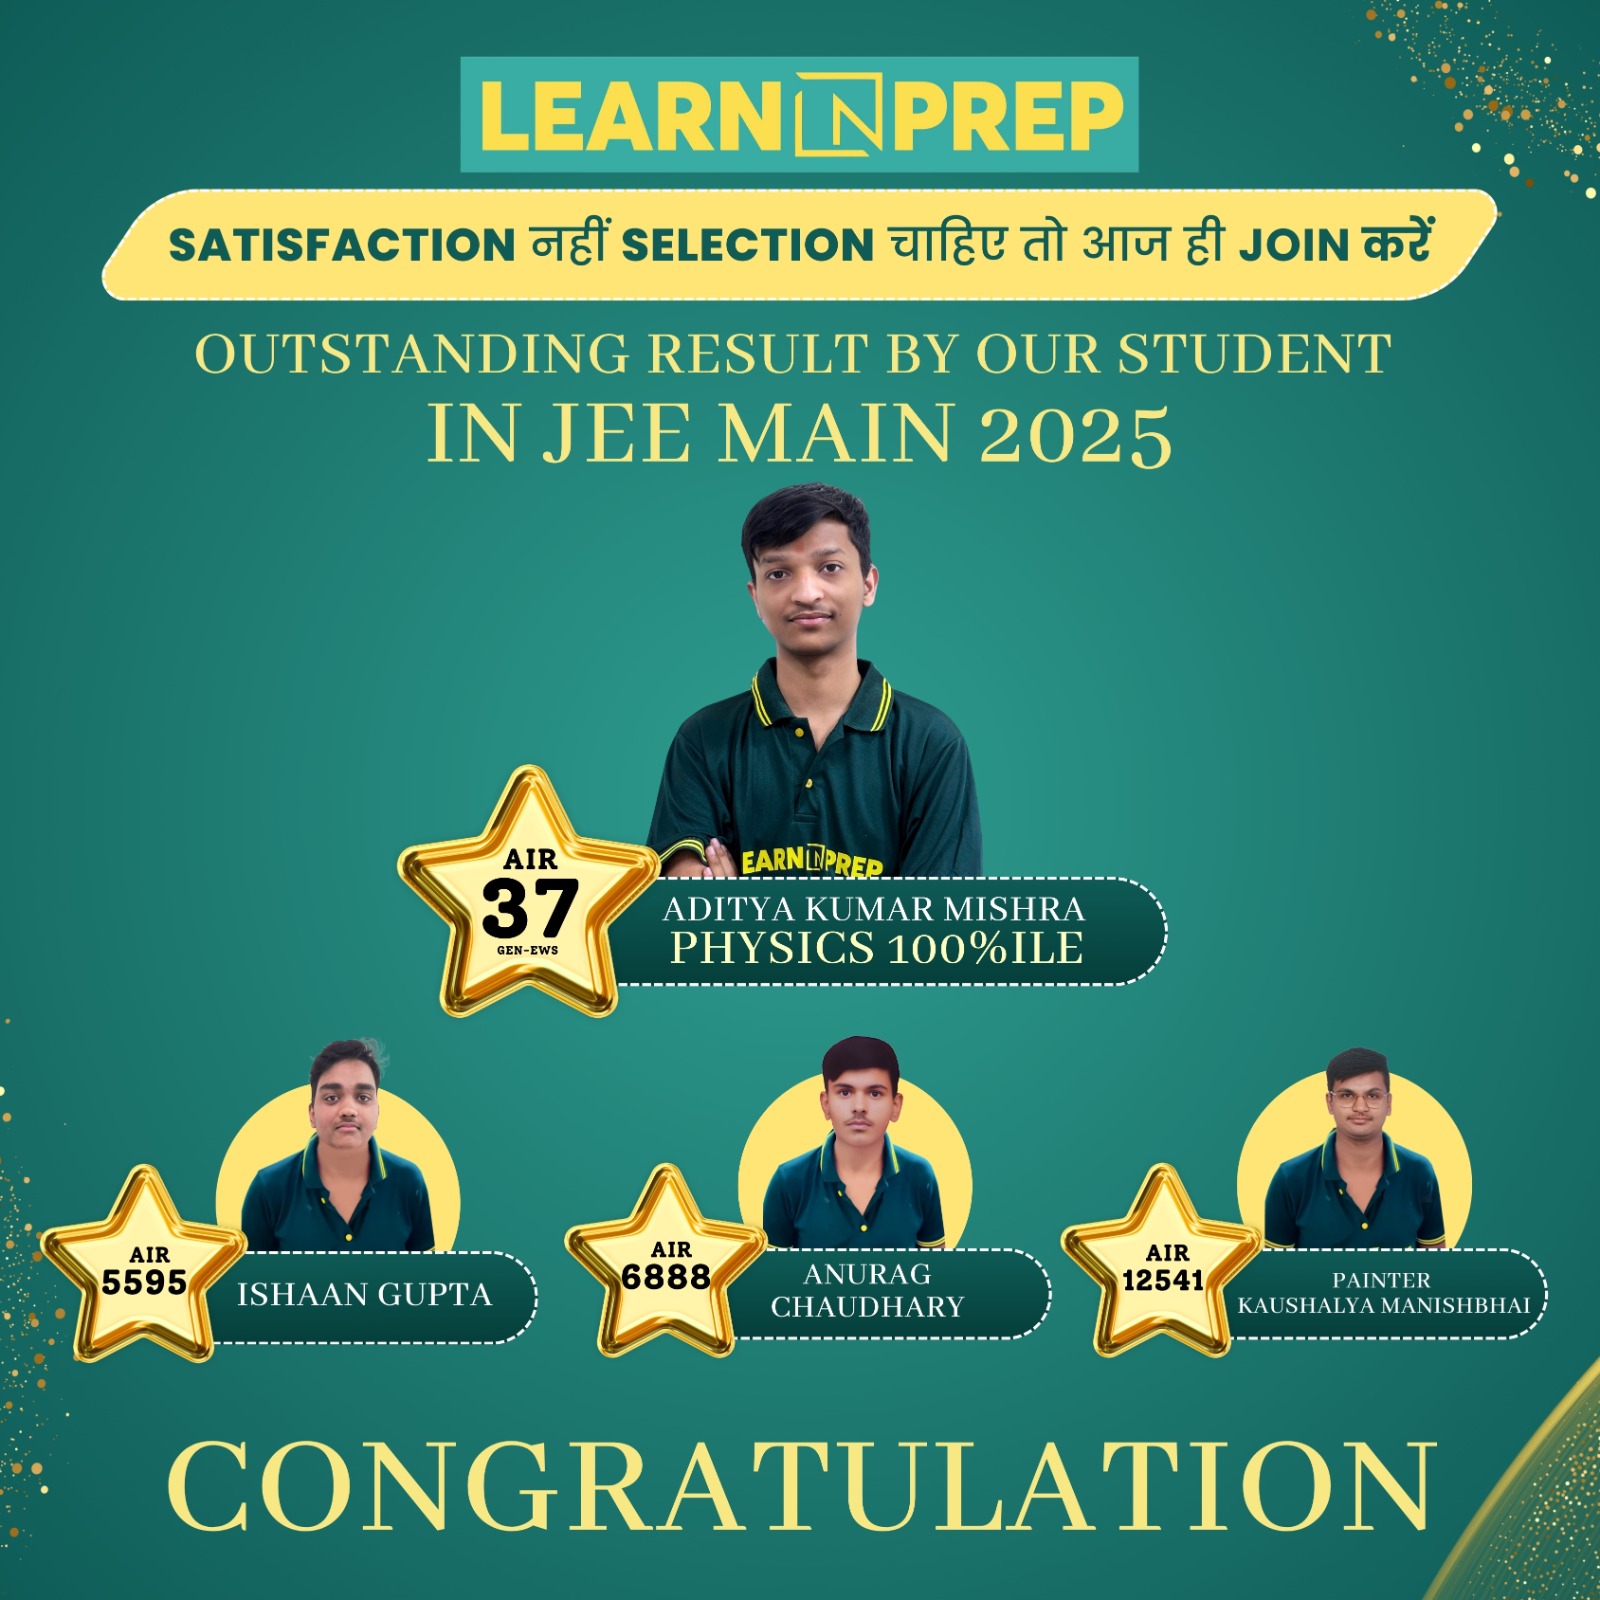 LEARN IN PREP
SATISFACTION नहीं SELECTION चाहिए तो आज ही JOIN करें
OUTSTANDING RESULT BY OUR STUDENT
IN JEE MAIN 2025
EARN IN PREP
AIR
37
GEN-EWS
ADITYA KUMAR MISHRA
PHYSICS 100%ILE
AIR
5595
ISHAAN GUPTA
AIR
6888
ANURAG
CHAUDHARY
AIR
12541
PAINTER
KAUSHALYA MANISHBHAI
CONGRATULATION